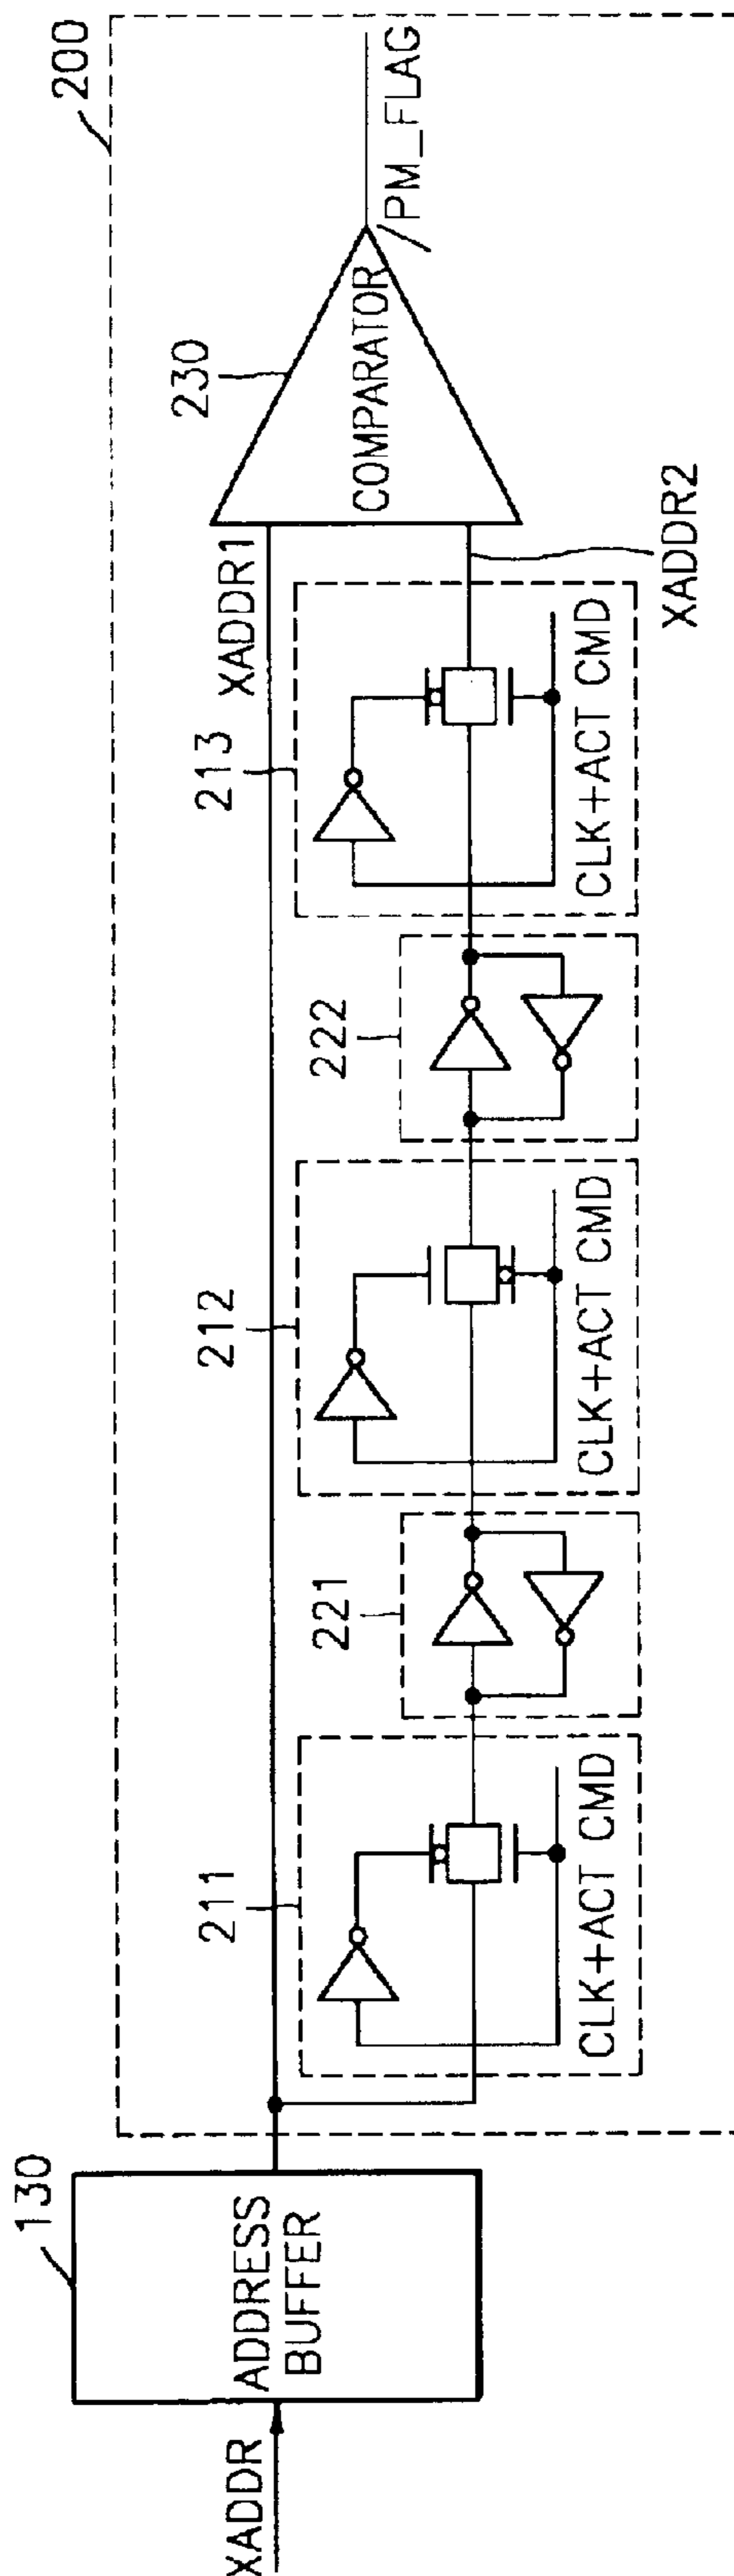 XADDR
130
ADDRESS
BUFFER
200
XADDR1
211
CLK+ACT CMD
221
212
CLK+ACT CMD
222
213
CLK+ACT CMD
XADDR2
230
COMPARATOR
/PM_FLAG